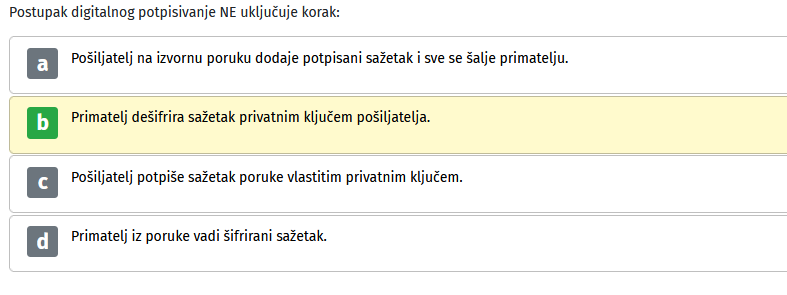 Postupak digitalnog potpisivanje NE uključuje korak:
a Pošiljatelj na izvornu poruku dodaje potpisani sažetak i sve se šalje primatelju.
b Primatelj dešifrira sažetak privatnim ključem pošiljatelja.
c Pošiljatelj potpiše sažetak poruke vlastitim privatnim ključem.
d Primatelj iz poruke vadi šifrirani sažetak.